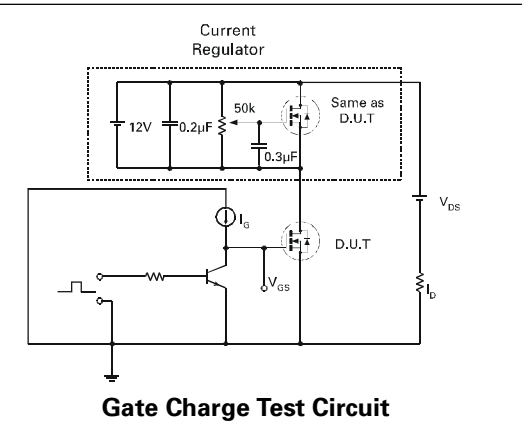 Current
Regulator
12V
0.2μF
50k
0.3μF
Same as
D.U.T
I_G
V_GS
D.U.T
V_DS
I_D
Gate Charge Test Circuit